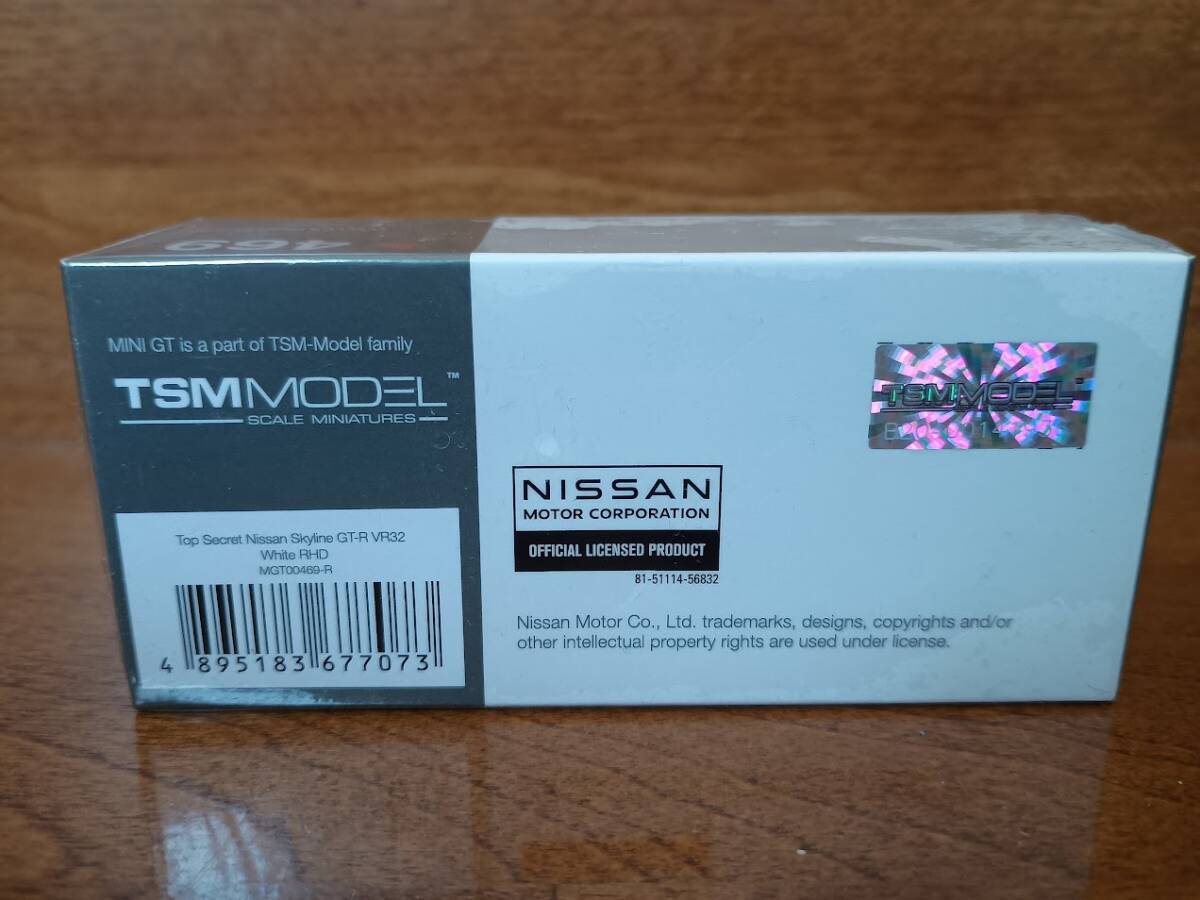 469
MINI GT is a part of TSM-Model family
TSMMODEL™
SCALE MINIATURES
Top Secret Nissan Skyline GT-R VR32
White RHD
MGT00469-R
4 895183 677073
TSMMODEL
NISSAN
MOTOR CORPORATION
OFFICIAL LICENSED PRODUCT
81-51114-56832
Nissan Motor Co., Ltd. trademarks, designs, copyrights and/or
other intellectual property rights are used under license.